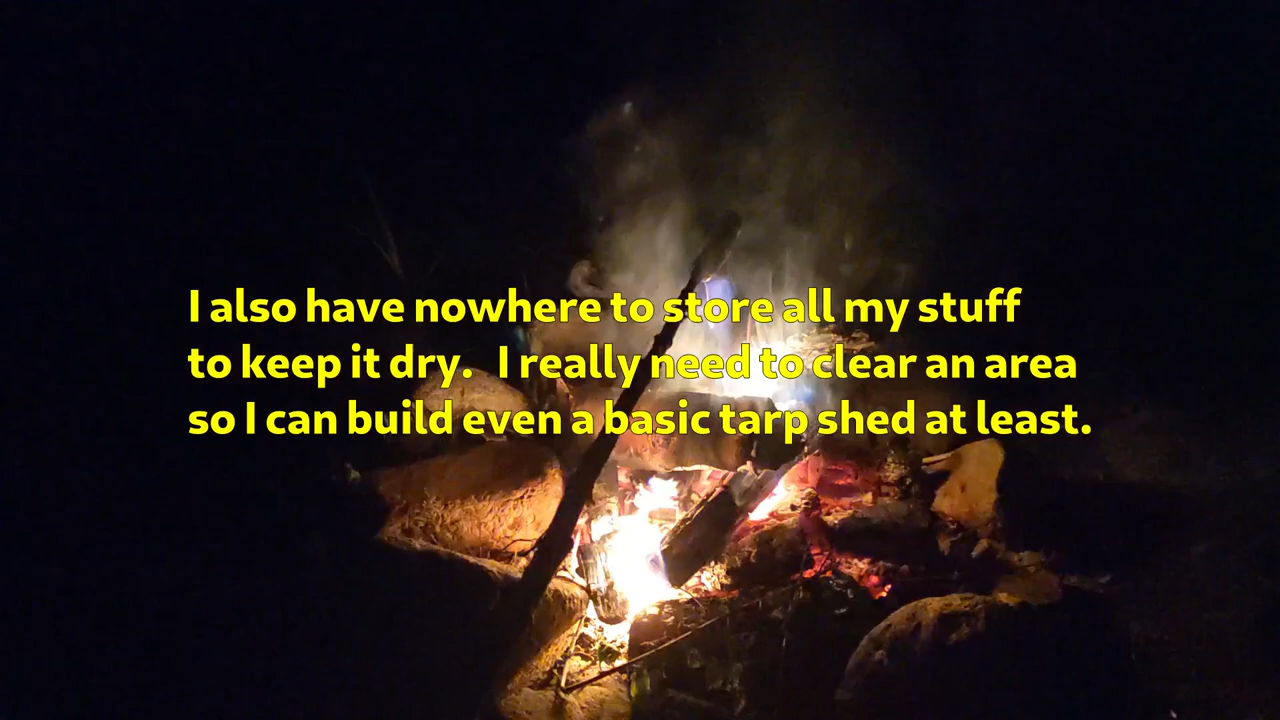 I also have nowhere to store all my stuff
to keep it dry.   I really need to clear an area
so I can build even a basic tarp shed at least.